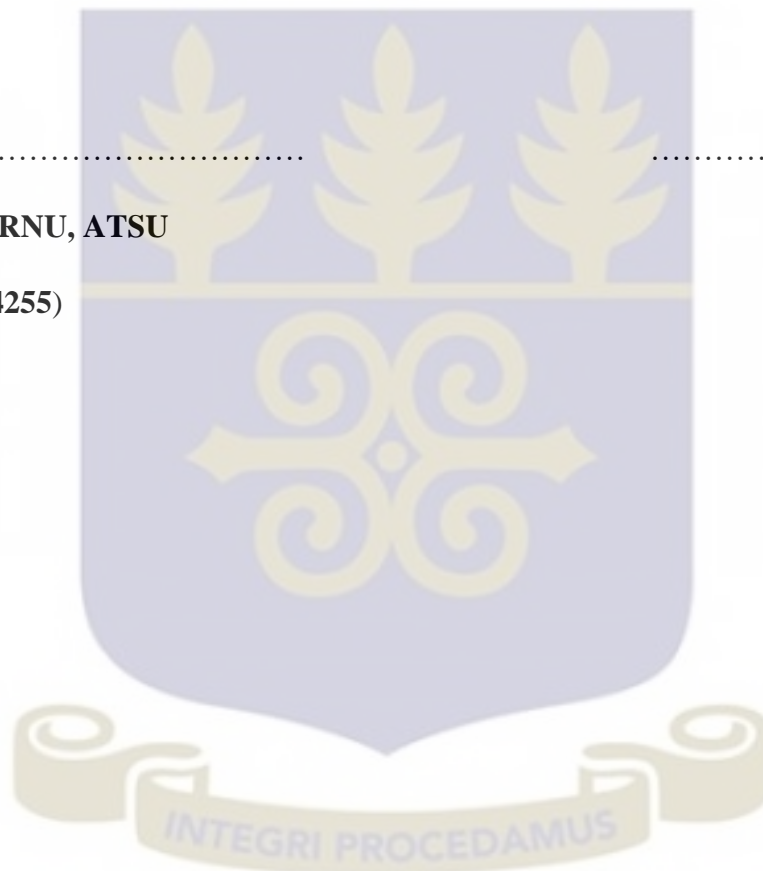 ………………………… …………
RNU, ATSU
4255)
INTEGRI PROCEDAMUS